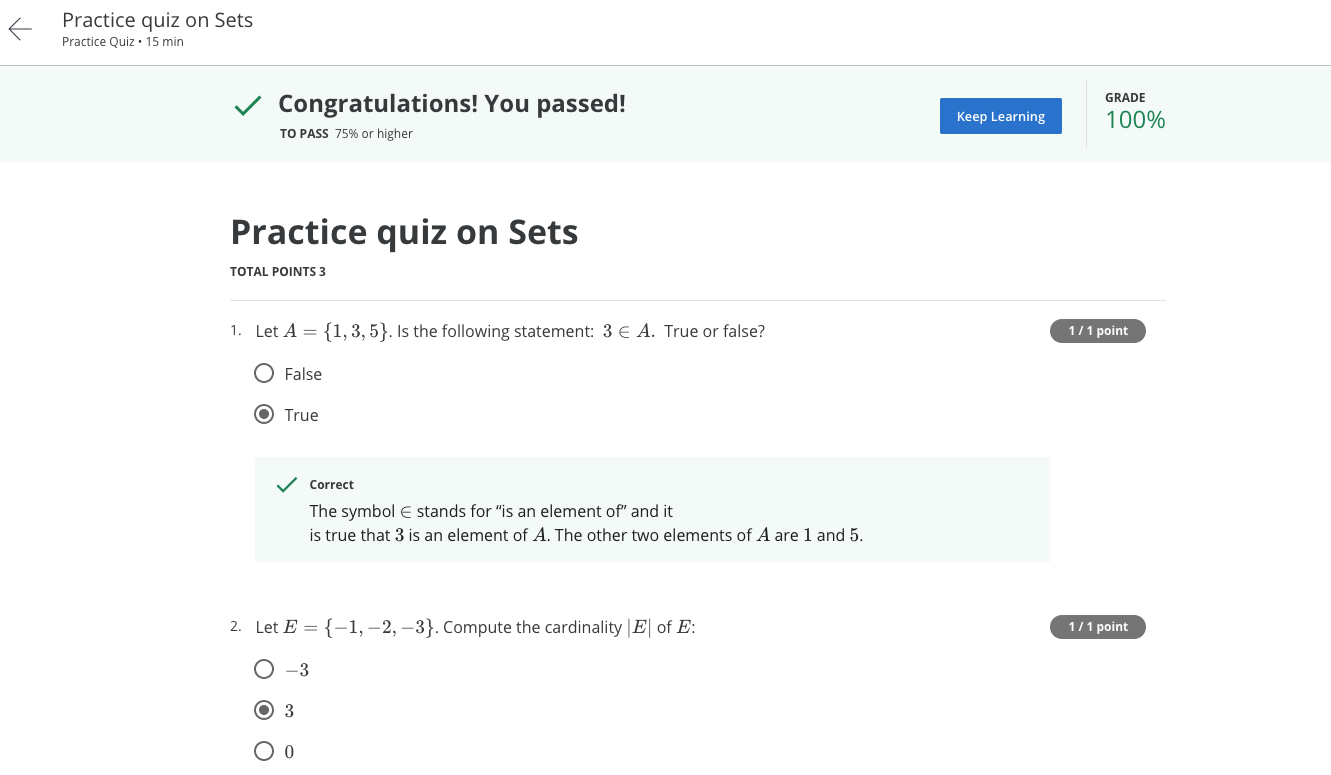 Practice quiz on Sets
Practice Quiz • 15 min
Congratulations! You passed!
TO PASS 75% or higher
Keep Learning
GRADE
100%
Practice quiz on Sets
TOTAL POINTS 3
1. Let A = {1, 3, 5}. Is the following statement: 3 ∈ A. True or false?
1 / 1 point
False
True
Correct
The symbol ∈ stands for “is an element of” and it
is true that 3 is an element of A. The other two elements of A are 1 and 5.
2. Let E = {−1, −2, −3}. Compute the cardinality |E| of E:
1 / 1 point
−3
3
0